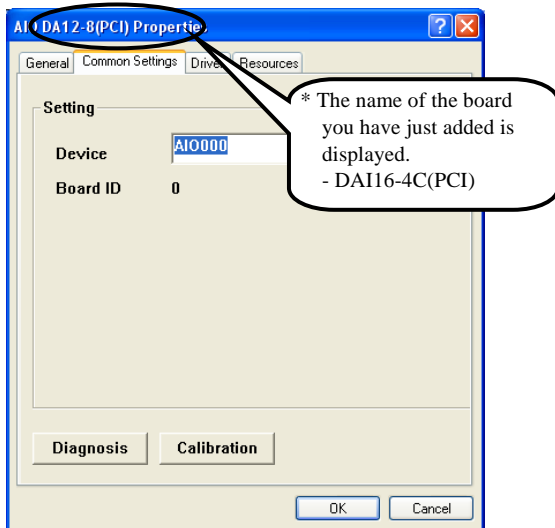 AIO DA12-8(PCI) Properties
General Common Settings Driver Resources
* The name of the board
you have just added is
displayed.
- DAI16-4C(PCI)
Setting
Device AIO000
Board ID 0
Diagnosis Calibration
OK Cancel